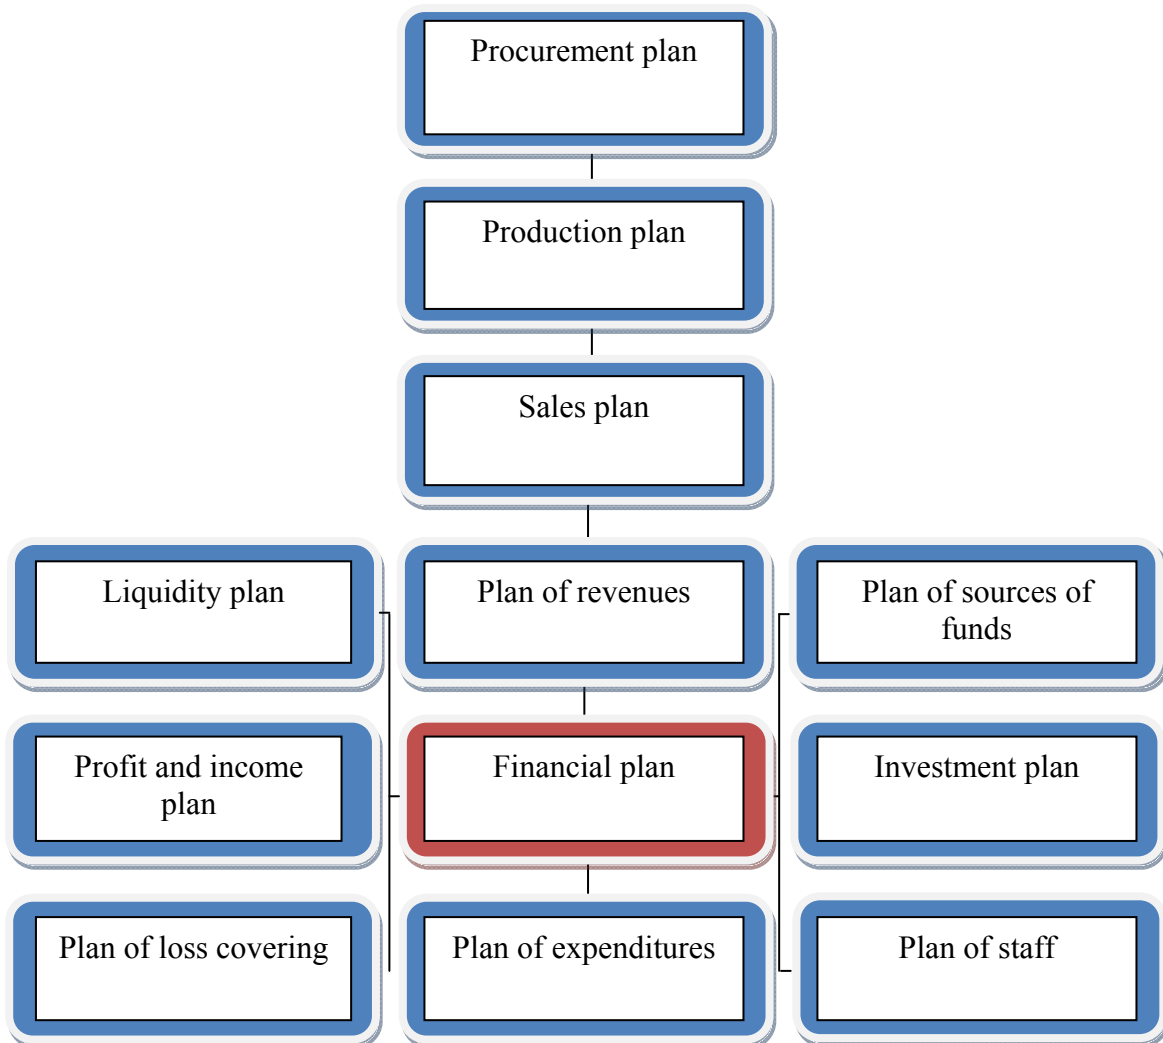 Procurement plan
Production plan
Sales plan
Liquidity plan
Plan of revenues
Plan of sources of
funds
Profit and income
plan
Financial plan
Investment plan
Plan of loss covering
Plan of expenditures
Plan of staff